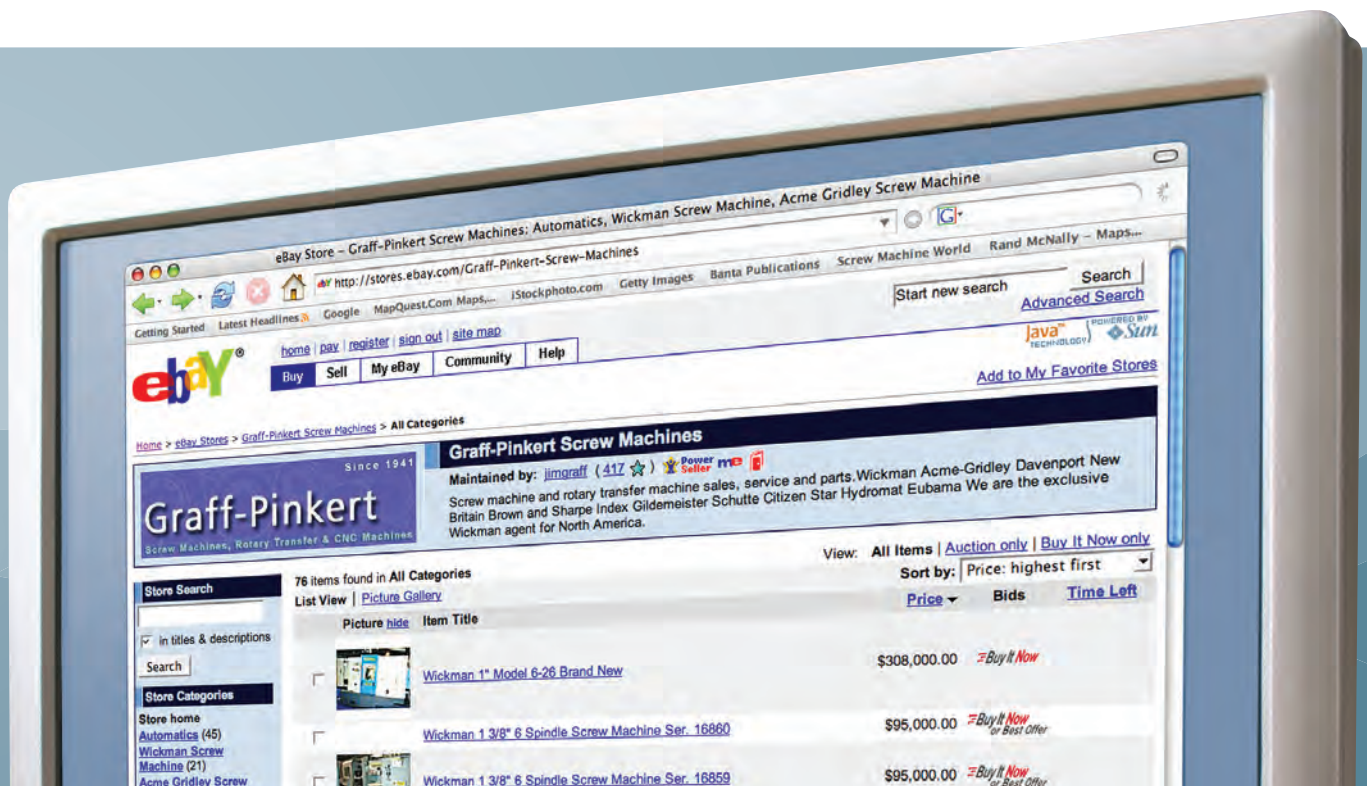 eBay Store – Graff-Pinkert Screw Machines: Automatics, Wickman Screw Machine, Acme Gridley Screw Machine
http://stores.ebay.com/Graff-Pinkert-Screw-Machines
G
Getting Started Latest Headlines Google MapQuest.Com Maps,... iStockphoto.com Getty Images Banta Publications Screw Machine World Rand McNally – Maps...
ebaY®
home | pay | register | sign out | site map
Start new search Search
Advanced Search
Buy Sell My eBay Community Help
Java™ TECHNOLOGY POWERED BY Sun
Add to My Favorite Stores
Home > eBay Stores > Graff-Pinkert Screw Machines > All Categories
Since 1941
Graff-Pinkert
Screw Machines, Rotary Transfer & CNC Machines
Graff-Pinkert Screw Machines
Maintained by: jimgraff ( 417 ) Power Seller me
Screw machine and rotary transfer machine sales, service and parts.Wickman Acme-Gridley Davenport New
Britain Brown and Sharpe Index Gildemeister Schutte Citizen Star Hydromat Eubama We are the exclusive
Wickman agent for North America.
View: All Items | Auction only | Buy It Now only
Store Search
76 items found in All Categories
Sort by: Price: highest first
List View | Picture Gallery
Price Bids Time Left
Picture hide Item Title
in titles & descriptions
Search
Wickman 1" Model 6-26 Brand New $308,000.00 Buy It Now
Store Categories
Store home
Automatics (45)
Wickman Screw
Machine (21)
Acme Gridley Screw
Wickman 1 3/8" 6 Spindle Screw Machine Ser. 16860 $95,000.00 Buy It Now or Best Offer
Wickman 1 3/8" 6 Spindle Screw Machine Ser. 16859 $95,000.00 Buy It Now or Best Offer